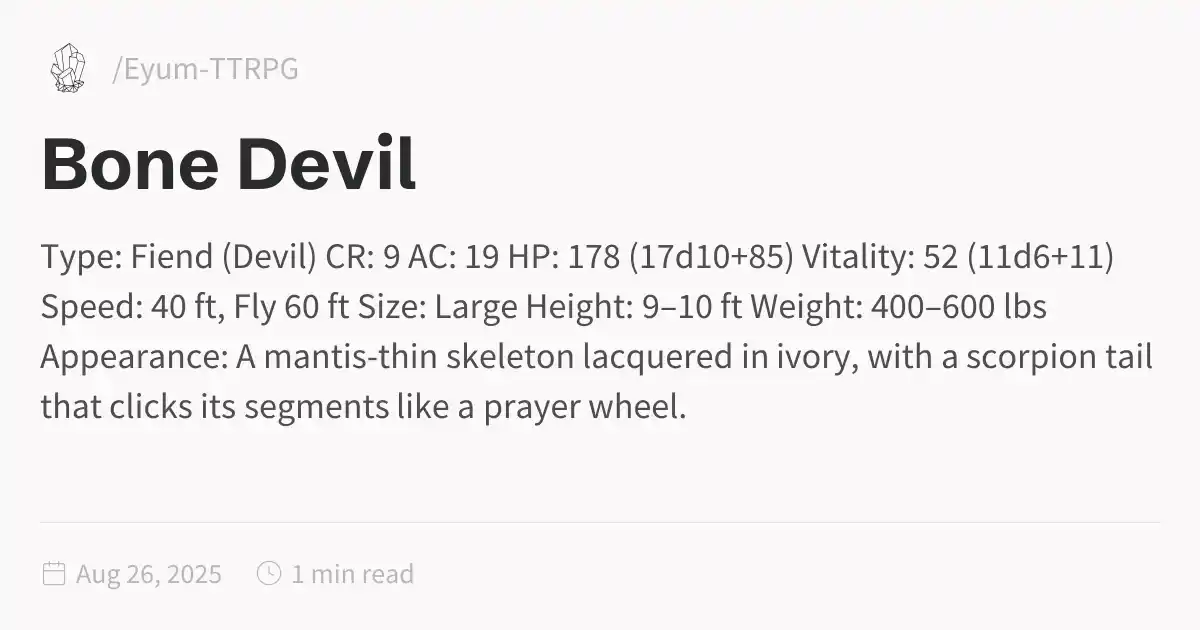 /Eyum-TTRPG
Bone Devil
Type: Fiend (Devil) CR: 9 AC: 19 HP: 178 (17d10+85) Vitality: 52 (11d6+11)
Speed: 40 ft, Fly 60 ft Size: Large Height: 9–10 ft Weight: 400–600 lbs
Appearance: A mantis-thin skeleton lacquered in ivory, with a scorpion tail
that clicks its segments like a prayer wheel.
Aug 26, 2025 1 min read